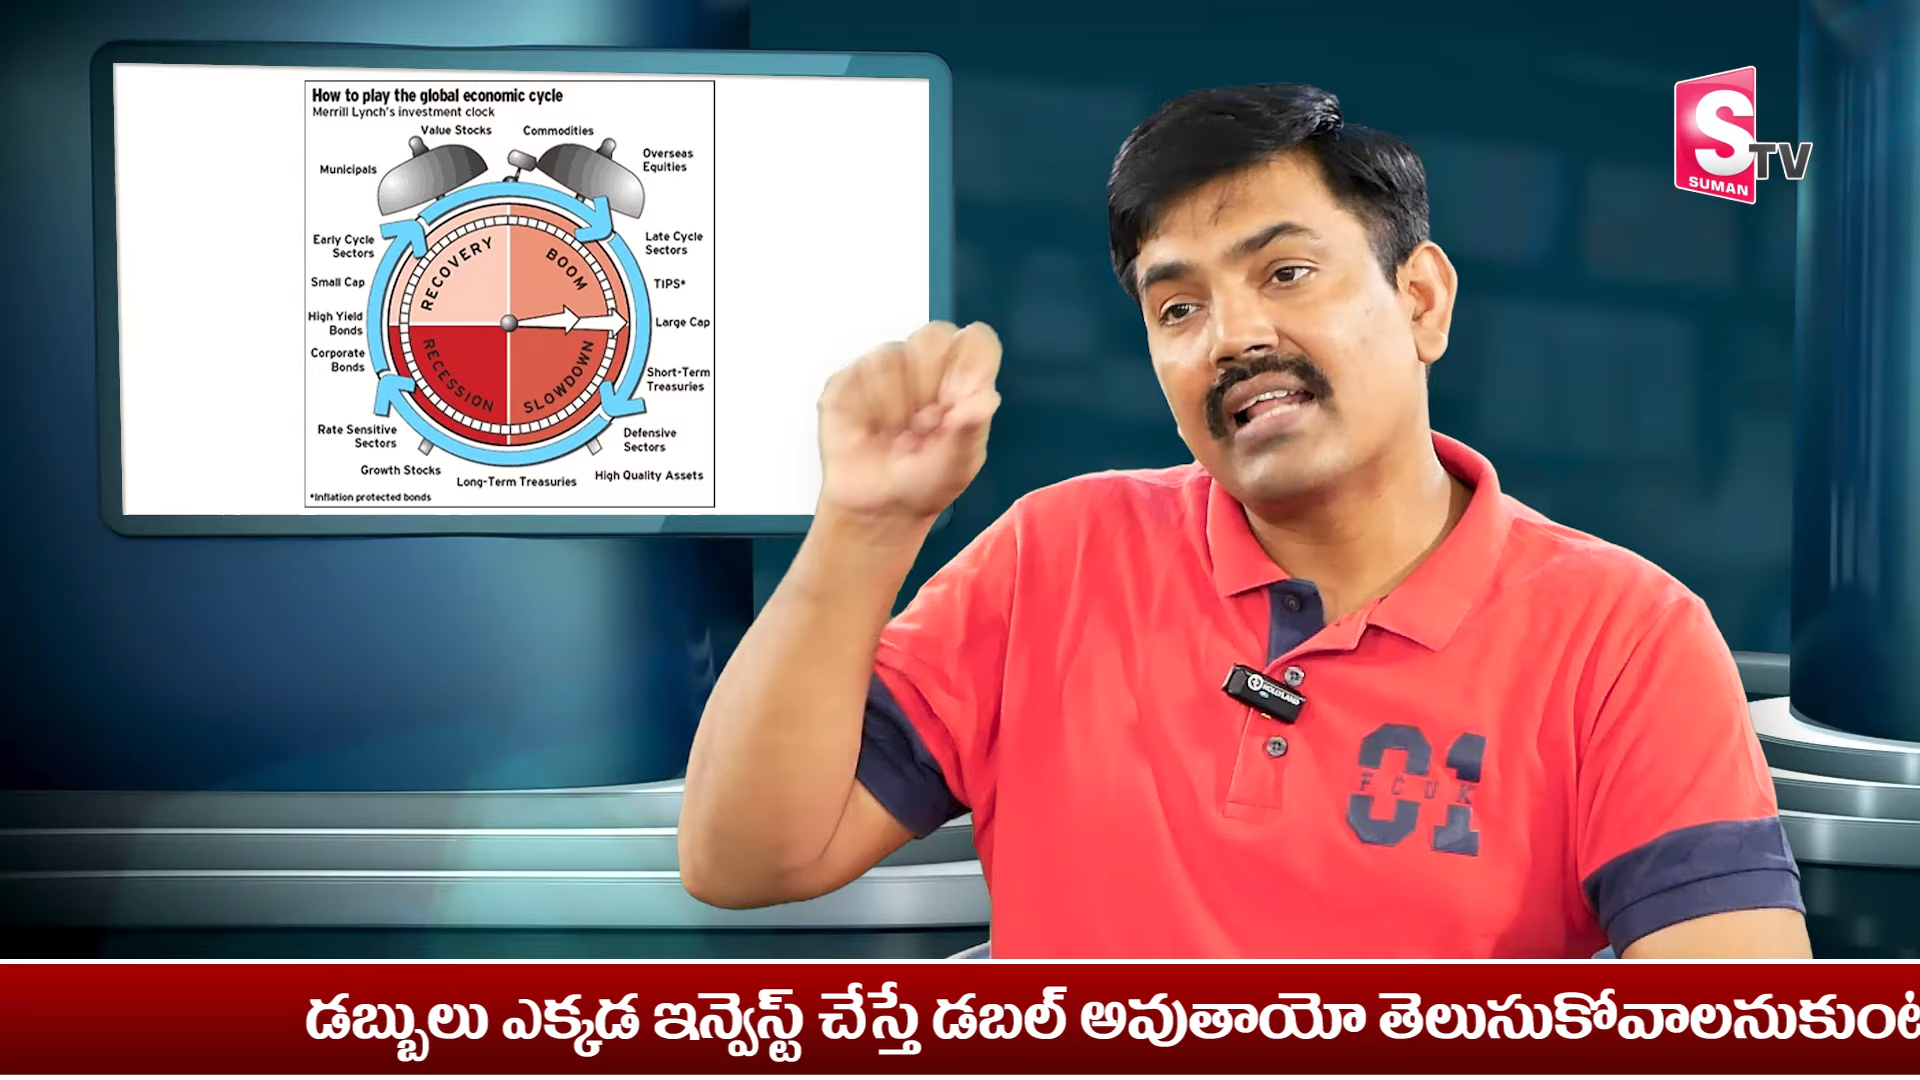 How to play the global economic cycle
Merrill Lynch's investment clock
Value Stocks
Commodities
Municipals
Overseas
Equities
Early Cycle
Sectors
Late Cycle
Sectors
RECOVERY
BOOM
Small Cap
TIPS*
High Yield
Bonds
Large Cap
Corporate
Bonds
RECESSION
SLOWDOWN
Short-Term
Treasuries
Rate Sensitive
Sectors
Defensive
Sectors
Growth Stocks
Long-Term Treasuries
High Quality Assets
*Inflation protected bonds
S TV
SUMAN
HOLLYLAND
01
FCUK
డబ్బులు ఎక్కడ ఇన్వెస్ట్ చేస్తే డబల్ అవుతాయో తెలుసుకోవాలనుకుంట